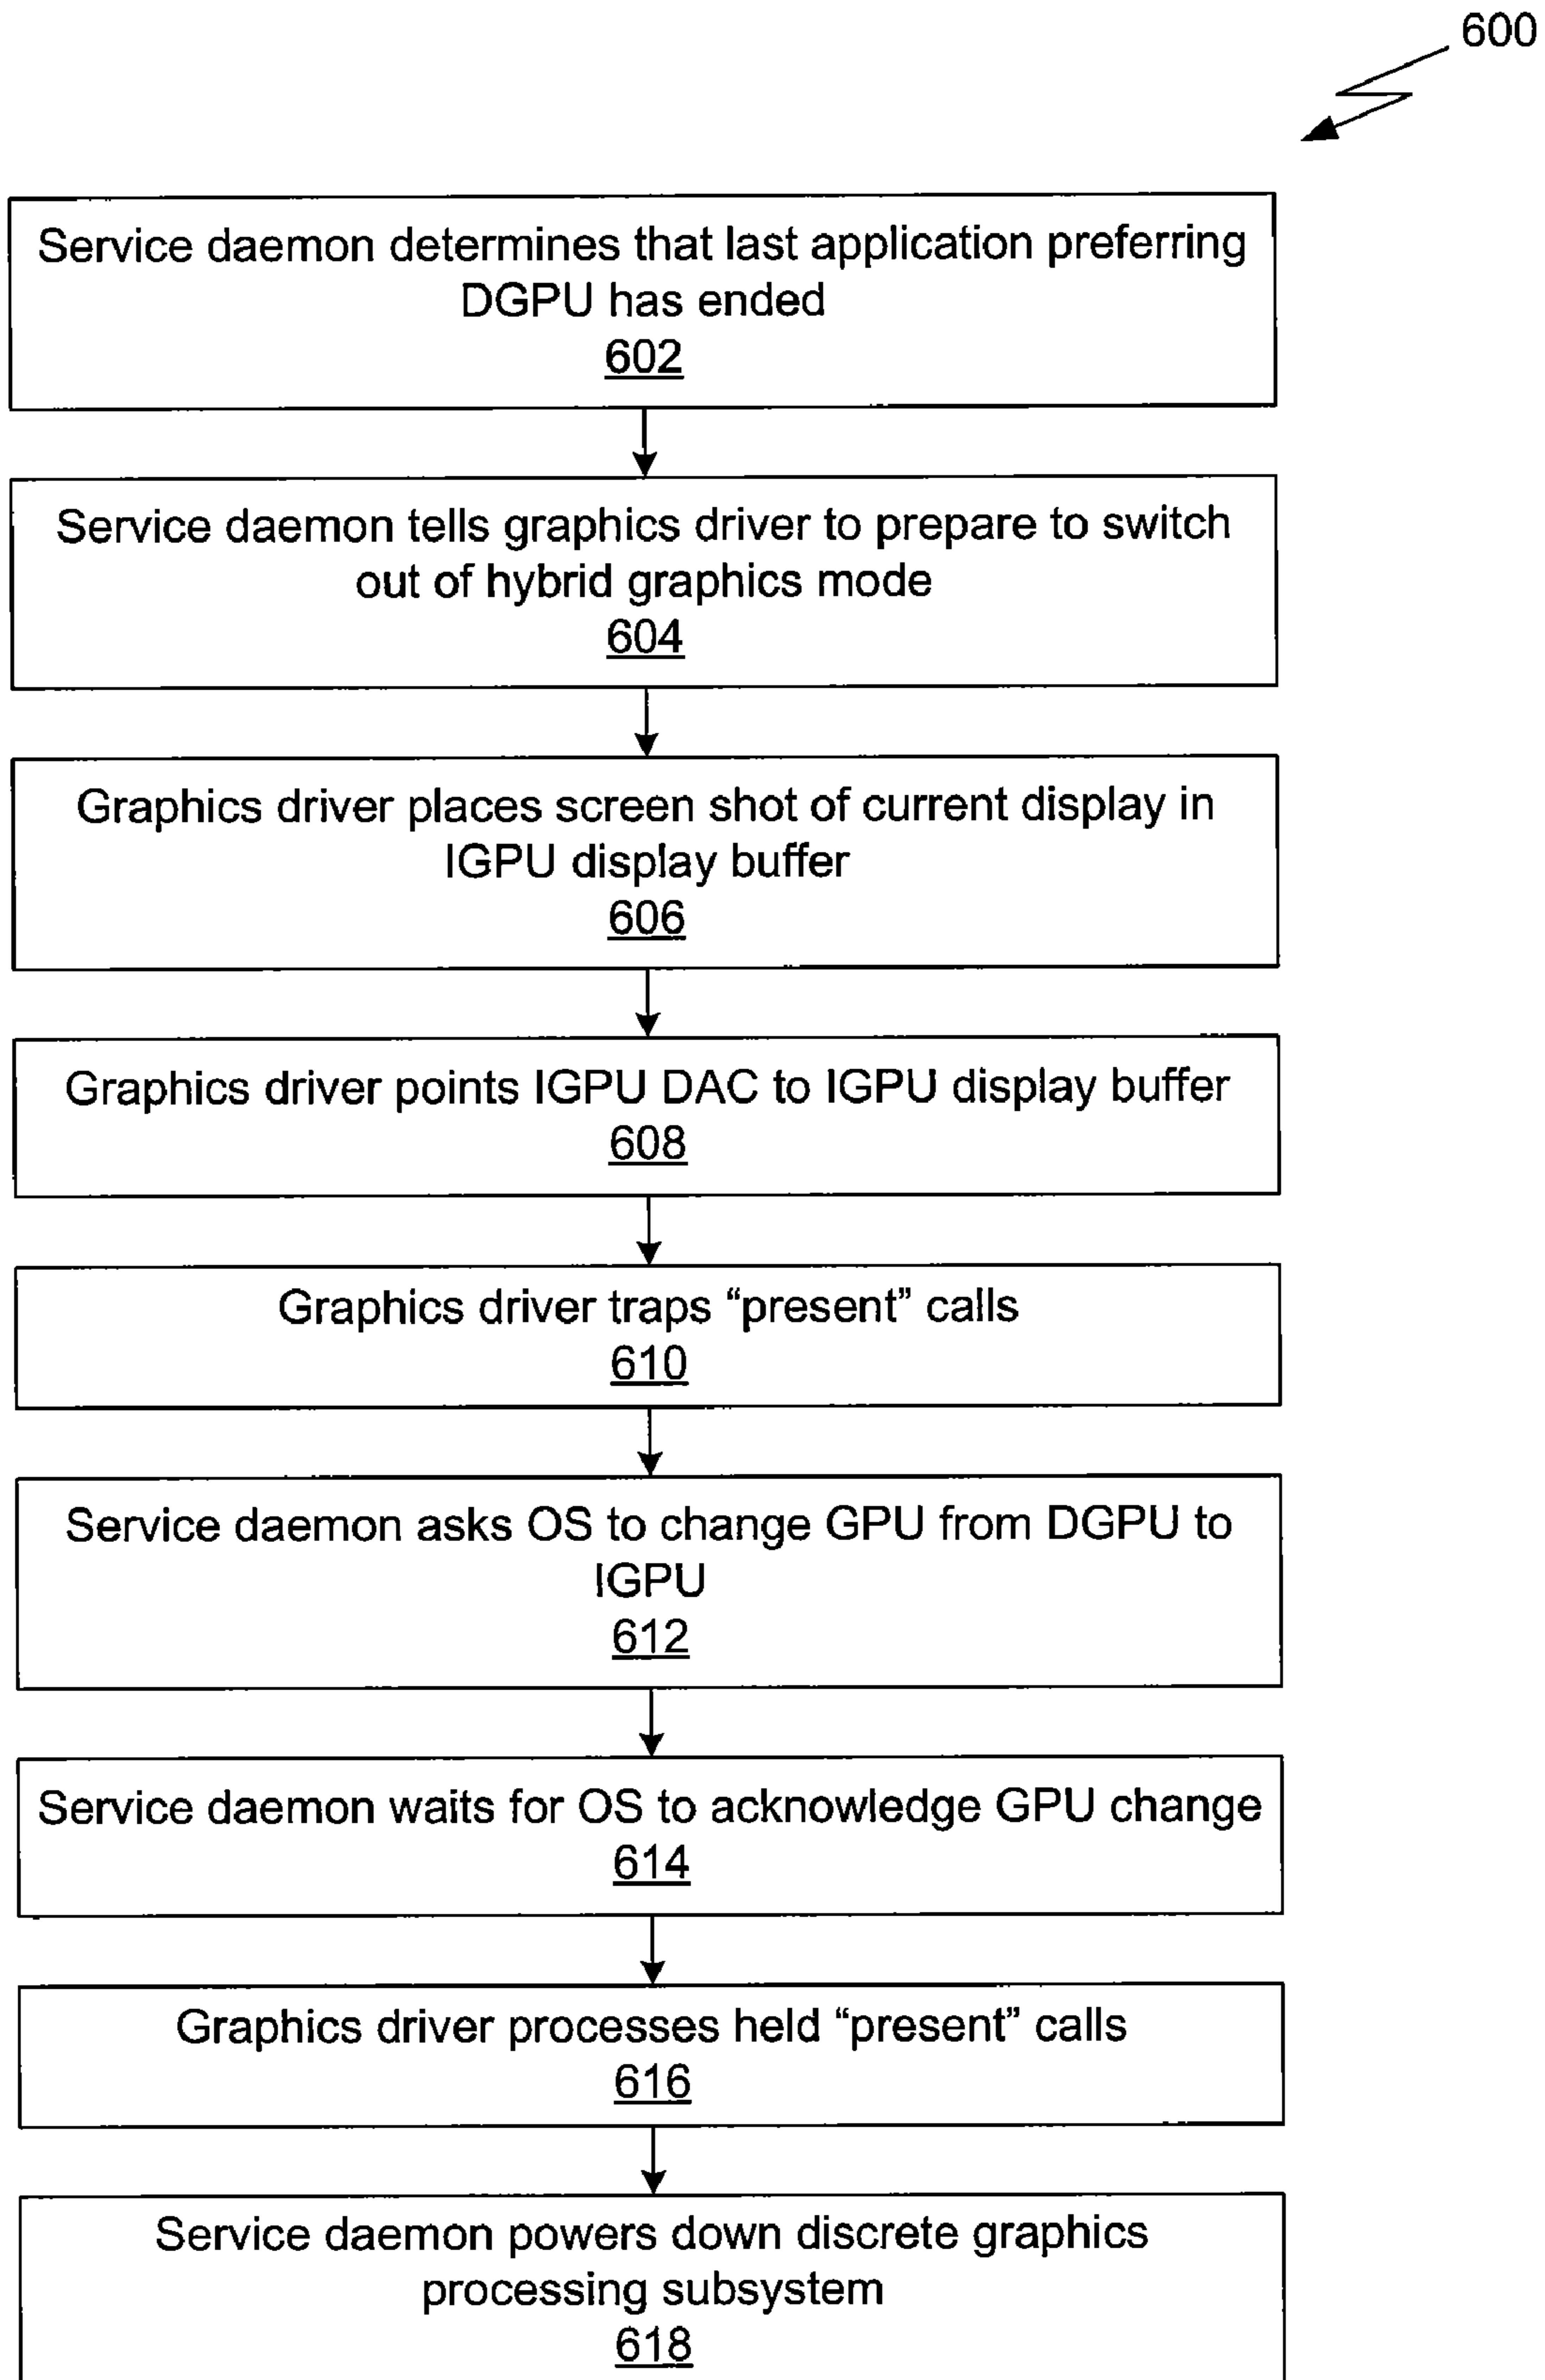 600
Service daemon determines that last application preferring
DGPU has ended
602
Service daemon tells graphics driver to prepare to switch
out of hybrid graphics mode
604
Graphics driver places screen shot of current display in
IGPU display buffer
606
Graphics driver points IGPU DAC to IGPU display buffer
608
Graphics driver traps “present” calls
610
Service daemon asks OS to change GPU from DGPU to
IGPU
612
Service daemon waits for OS to acknowledge GPU change
614
Graphics driver processes held “present” calls
616
Service daemon powers down discrete graphics
processing subsystem
618